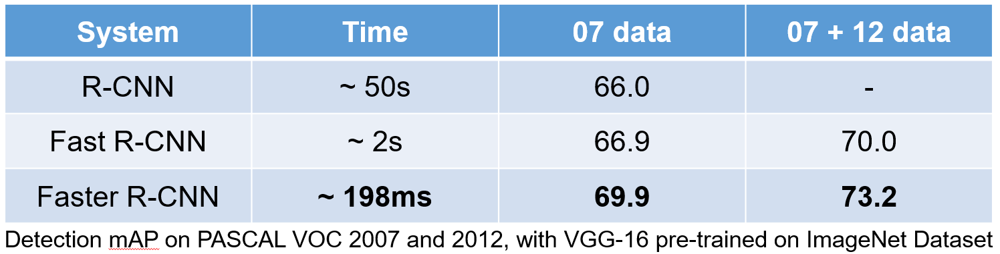 System Time 07 data 07 + 12 data
R-CNN ~ 50s 66.0 -
Fast R-CNN ~ 2s 66.9 70.0
Faster R-CNN ~ 198ms 69.9 73.2
Detection mAP on PASCAL VOC 2007 and 2012, with VGG-16 pre-trained on ImageNet Dataset